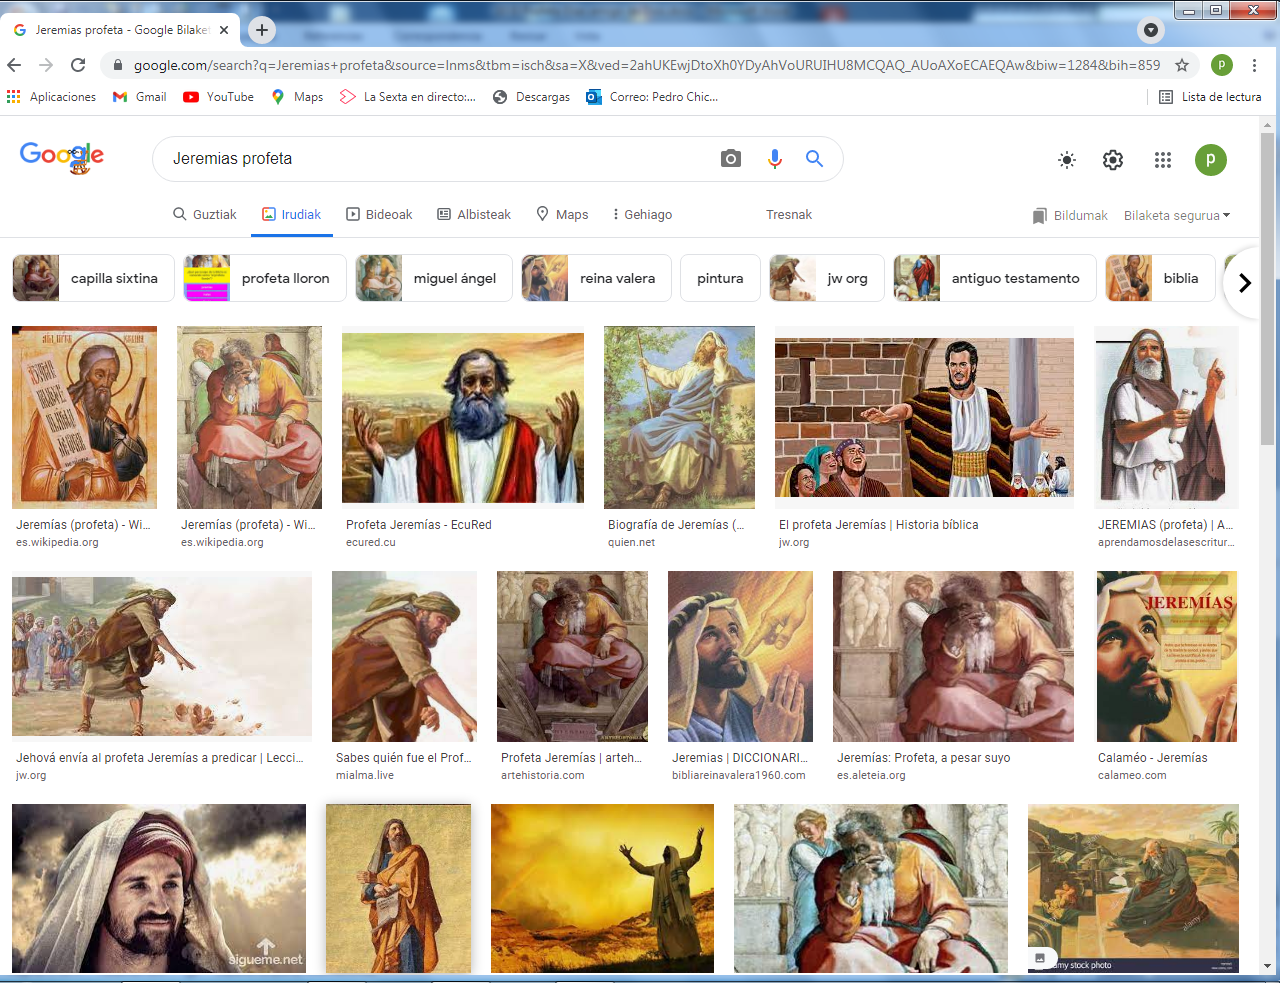 Jeremias profeta - Google Bilaket
google.com/search?q=Jeremias+profeta&source=lnms&tbm=isch&sa=X&ved=2ahUKEwjDtoXh0YDyAhVoURUIHU8MCQAQ_AUoAXoECAEQAw&biw=1284&bih=859
P
Aplicaciones Gmail YouTube Maps La Sexta en directo:... Descargas Correo: Pedro Chic... Lista de lectura
Google
Jeremias profeta
p
Guztiak Irudiak Bideoak Albisteak Maps Gehiago Tresnak Bildumak Bilaketa segurua
capilla sixtina profeta lloron miguel ángel reina valera pintura jw org antiguo testamento biblia
Jeremías (profeta) - Wi... Jeremías (profeta) - Wi... Profeta Jeremías - EcuRed Biografía de Jeremías (... El profeta Jeremías | Historia bíblica JEREMIAS (profeta) | A...
es.wikipedia.org es.wikipedia.org ecured.cu quien.net jw.org aprendamosdelasescritur...
JEREMÍAS
Jehová envía al profeta Jeremías a predicar | Lecci... Sabes quién fue el Prof... Profeta Jeremías | arteh... Jeremias | DICCIONARI... Jeremías: Profeta, a pesar suyo Calaméo - Jeremías
jw.org mialma.live artehistoria.com bibliareinavalera1960.com es.aleteia.org calameo.com
sigueme.net
alamy
amy stock photo